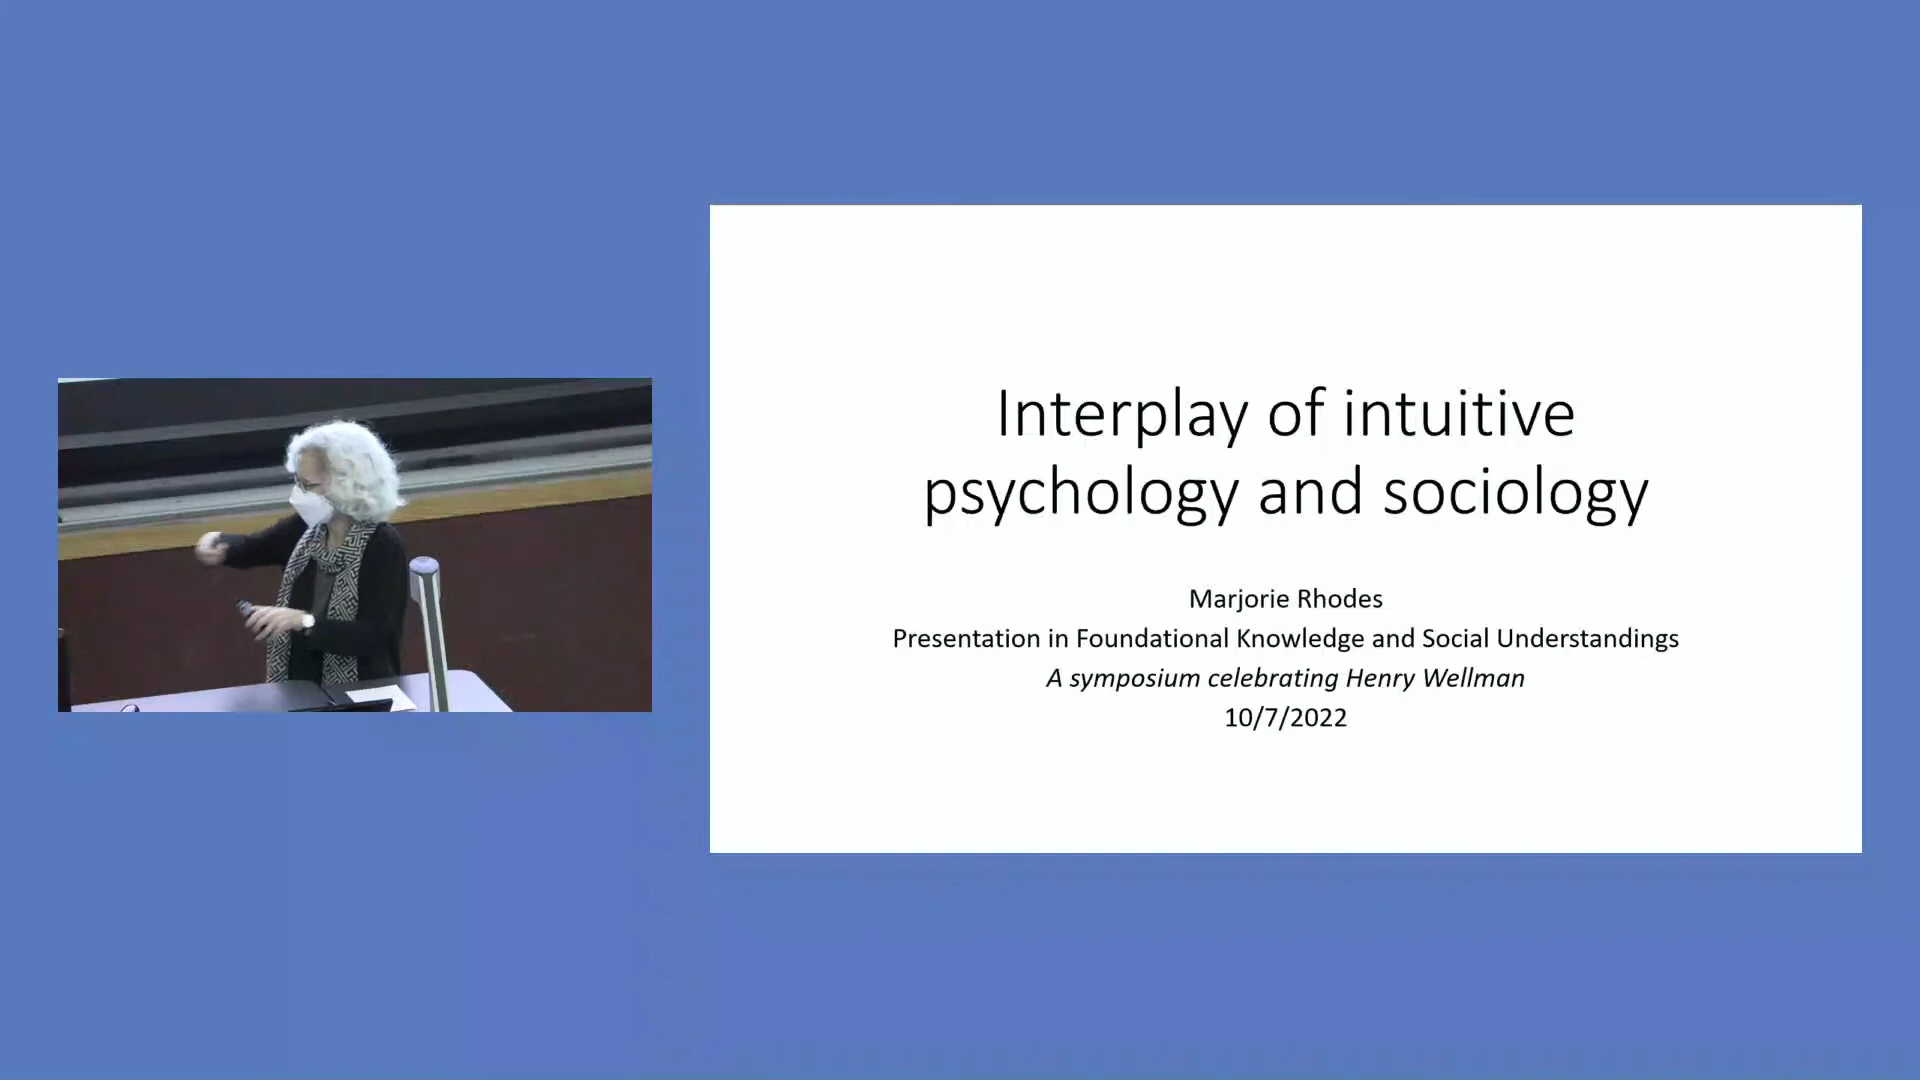 Interplay of intuitive
psychology and sociology
Marjorie Rhodes
Presentation in Foundational Knowledge and Social Understandings
A symposium celebrating Henry Wellman
10/7/2022